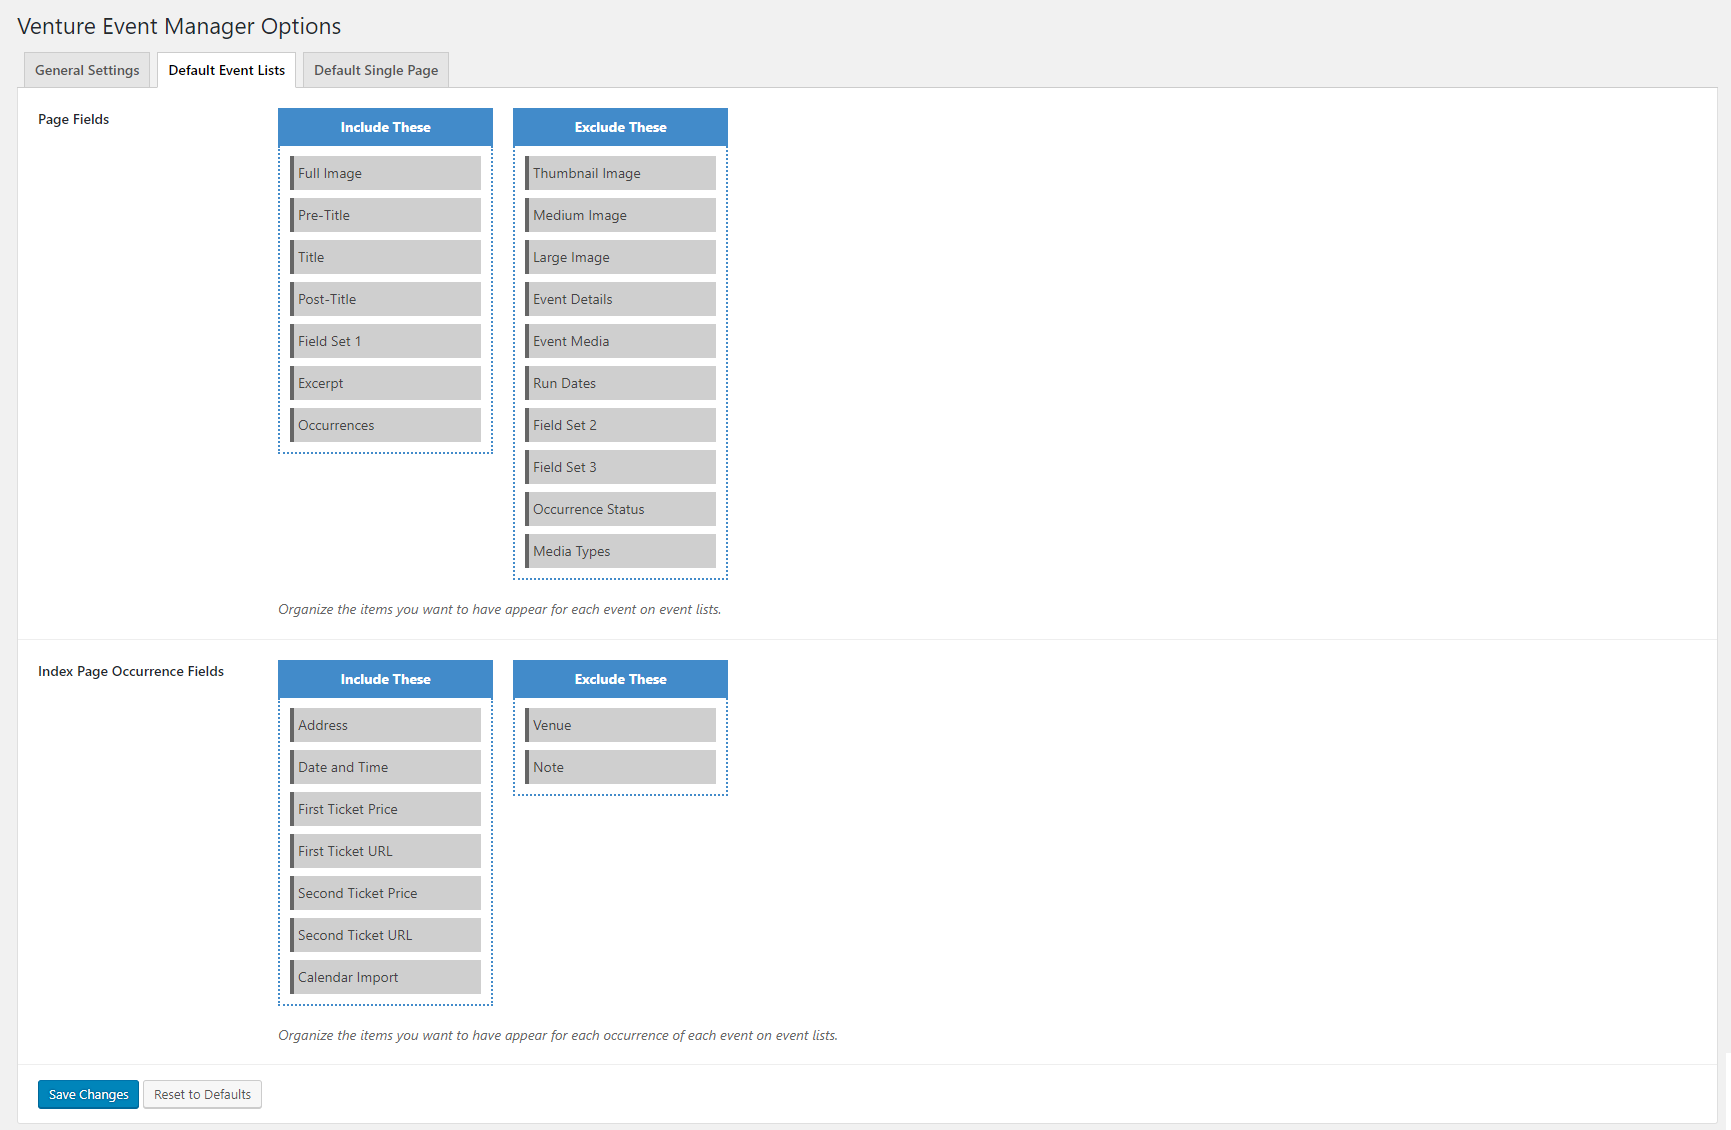 Venture Event Manager Options
General Settings
Default Event Lists
Default Single Page
Page Fields
Include These
Full Image
Pre-Title
Title
Post-Title
Field Set 1
Excerpt
Occurrences
Exclude These
Thumbnail Image
Medium Image
Large Image
Event Details
Event Media
Run Dates
Field Set 2
Field Set 3
Occurrence Status
Media Types
Organize the items you want to have appear for each event on event lists.
Index Page Occurrence Fields
Include These
Address
Date and Time
First Ticket Price
First Ticket URL
Second Ticket Price
Second Ticket URL
Calendar Import
Exclude These
Venue
Note
Organize the items you want to have appear for each occurrence of each event on event lists.
Save Changes
Reset to Defaults